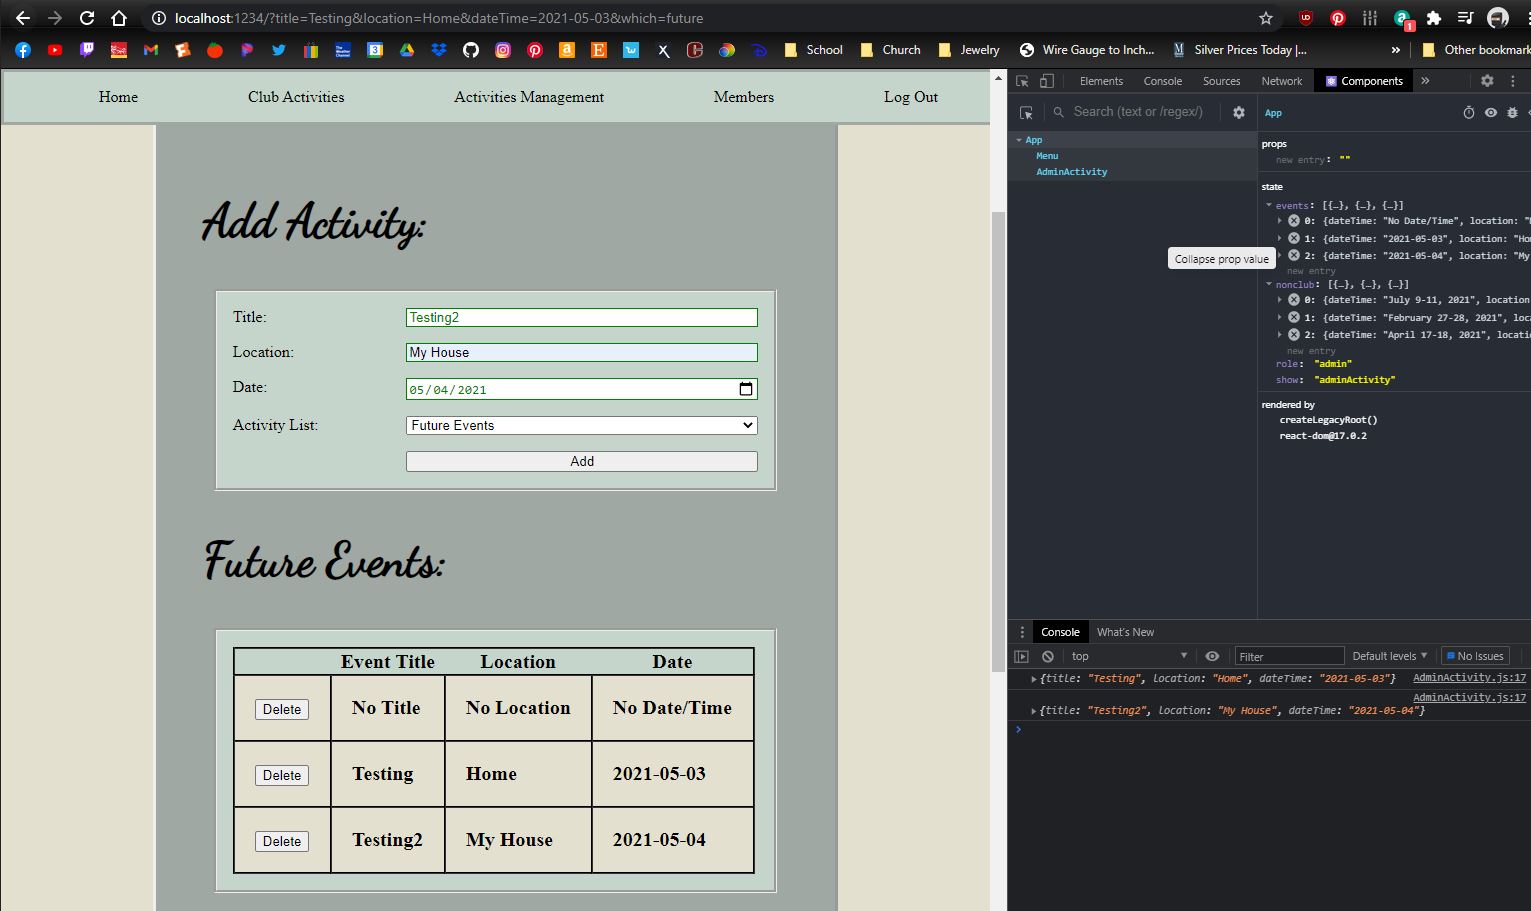 localhost:1234/?title=Testing&location=Home&dateTime=2021-05-03&which=future
School Church Jewelry Wire Gauge to Inch... Silver Prices Today |... » Other bookmark
Home Club Activities Activities Management Members Log Out
Add Activity:
Title: Testing2
Location: My House
Date: 05/04/2021
Activity List: Future Events
Add
Future Events:
Event Title Location Date
Delete No Title No Location No Date/Time
Delete Testing Home 2021-05-03
Delete Testing2 My House 2021-05-04
Elements Console Sources Network Components »
Search (text or /regex/)
App
Menu
AdminActivity
App
props
new entry: ""
state
events: [{…}, {…}, {…}]
0: {dateTime: "No Date/Time", location: "
1: {dateTime: "2021-05-03", location: "Ho
2: {dateTime: "2021-05-04", location: "My
new entry
Collapse prop value
nonclub: [{…}, {…}, {…}]
0: {dateTime: "July 9-11, 2021", location
1: {dateTime: "February 27-28, 2021", loca
2: {dateTime: "April 17-18, 2021", locatio
new entry
role: "admin"
show: "adminActivity"
rendered by
createLegacyRoot()
react-dom@17.0.2
Console What's New
top Filter Default levels No Issues
{title: "Testing", location: "Home", dateTime: "2021-05-03"} AdminActivity.js:17
AdminActivity.js:17
{title: "Testing2", location: "My House", dateTime: "2021-05-04"}